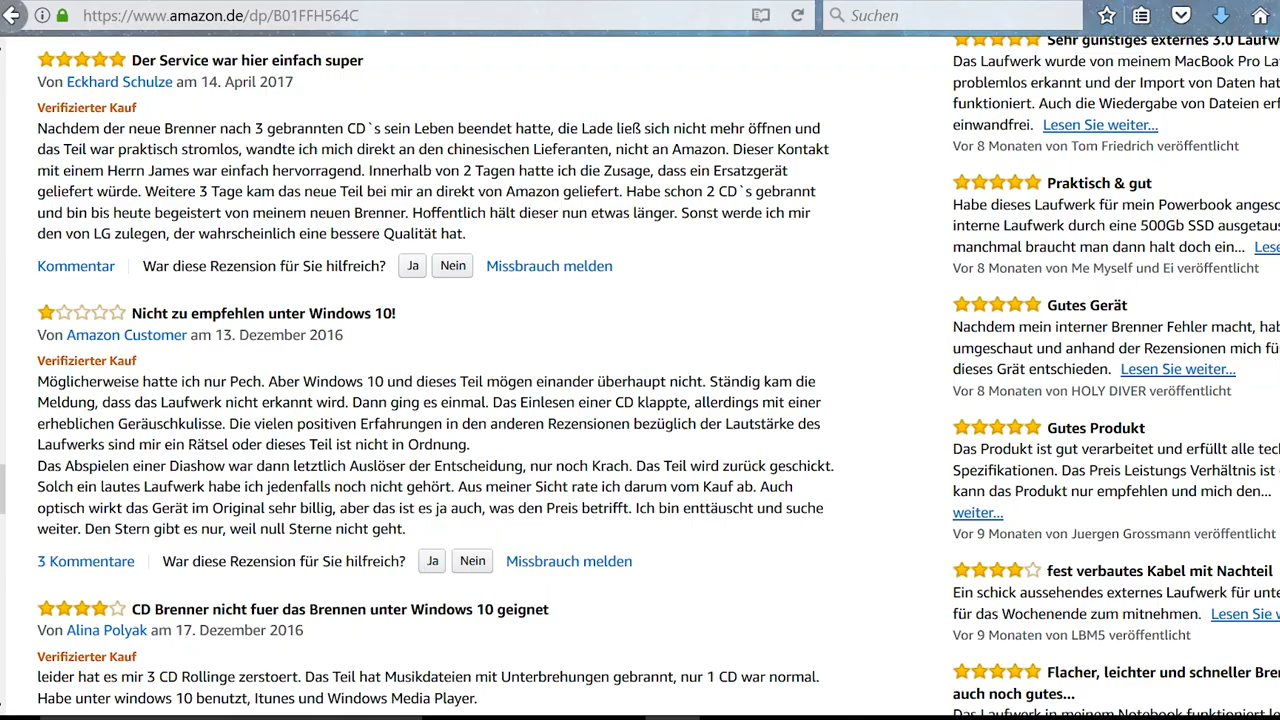 https://www.amazon.de/dp/B01FFH564C
Suchen
Der Service war hier einfach super
Von Eckhard Schulze am 14. April 2017
Verifizierter Kauf
Nachdem der neue Brenner nach 3 gebrannten CD`s sein Leben beendet hatte, die Lade ließ sich nicht mehr öffnen und
das Teil war praktisch stromlos, wandte ich mich direkt an den chinesischen Lieferanten, nicht an Amazon. Dieser Kontakt
mit einem Herrn James war einfach hervorragend. Innerhalb von 2 Tagen hatte ich die Zusage, dass ein Ersatzgerät
geliefert würde. Weitere 3 Tage kam das neue Teil bei mir an direkt von Amazon geliefert. Habe schon 2 CD`s gebrannt
und bin bis heute begeistert von meinem neuen Brenner. Hoffentlich hält dieser nun etwas länger. Sonst werde ich mir
den von LG zulegen, der wahrscheinlich eine bessere Qualität hat.
Kommentar War diese Rezension für Sie hilfreich? Ja Nein Missbrauch melden
Nicht zu empfehlen unter Windows 10!
Von Amazon Customer am 13. Dezember 2016
Verifizierter Kauf
Möglicherweise hatte ich nur Pech. Aber Windows 10 und dieses Teil mögen einander überhaupt nicht. Ständig kam die
Meldung, dass das Laufwerk nicht erkannt wird. Dann ging es einmal. Das Einlesen einer CD klappte, allerdings mit einer
erheblichen Geräuschkulisse. Die vielen positiven Erfahrungen in den anderen Rezensionen bezüglich der Lautstärke des
Laufwerks sind mir ein Rätsel oder dieses Teil ist nicht in Ordnung.
Das Abspielen einer Diashow war dann letztlich Auslöser der Entscheidung, nur noch Krach. Das Teil wird zurück geschickt.
Solch ein lautes Laufwerk habe ich jedenfalls noch nicht gehört. Aus meiner Sicht rate ich darum vom Kauf ab. Auch
optisch wirkt das Gerät im Original sehr billig, aber das ist es ja auch, was den Preis betrifft. Ich bin enttäuscht und suche
weiter. Den Stern gibt es nur, weil null Sterne nicht geht.
3 Kommentare War diese Rezension für Sie hilfreich? Ja Nein Missbrauch melden
CD Brenner nicht fuer das Brennen unter Windows 10 geignet
Von Alina Polyak am 17. Dezember 2016
Verifizierter Kauf
leider hat es mir 3 CD Rollinge zerstoert. Das Teil hat Musikdateien mit Unterbrehungen gebrannt, nur 1 CD war normal.
Habe unter windows 10 benutzt, Itunes und Windows Media Player.
Sehr günstiges externes 3.0 Laufw
Das Laufwerk wurde von meinem MacBook Pro La
problemlos erkannt und der Import von Daten hat
funktioniert. Auch die Wiedergabe von Dateien erf
einwandfrei. Lesen Sie weiter...
Vor 8 Monaten von Tom Friedrich veröffentlicht
Praktisch & gut
Habe dieses Laufwerk für mein Powerbook angesc
interne Laufwerk durch eine 500Gb SSD ausgetaus
manchmal braucht man dann halt doch ein... Lese
Vor 8 Monaten von Me Myself und Ei veröffentlicht
Gutes Gerät
Nachdem mein interner Brenner Fehler macht, hab
umgeschaut und anhand der Rezensionen mich fü
dieses Grät entschieden. Lesen Sie weiter...
Vor 8 Monaten von HOLY DIVER veröffentlicht
Gutes Produkt
Das Produkt ist gut verarbeitet und erfüllt alle tec
Spezifikationen. Das Preis Leistungs Verhältnis ist
kann das Produkt nur empfehlen und mich den...
weiter...
Vor 9 Monaten von Juergen Grossmann veröffentlicht
fest verbautes Kabel mit Nachteil
Ein schick aussehendes externes Laufwerk für unte
für das Wochenende zum mitnehmen. Lesen Sie w
Vor 9 Monaten von LBM5 veröffentlicht
Flacher, leichter und schneller Bre
auch noch gutes...
Das Laufwerk in meinem Notebook funktioniert le